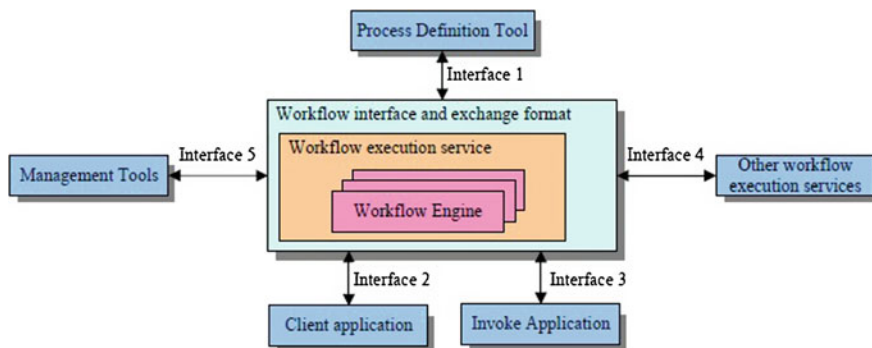 Process Definition Tool
Interface 1
Workflow interface and exchange format
Workflow execution service
Workflow Engine
Interface 5
Management Tools
Interface 4
Other workflow
execution services
Interface 2
Interface 3
Client application
Invoke Application